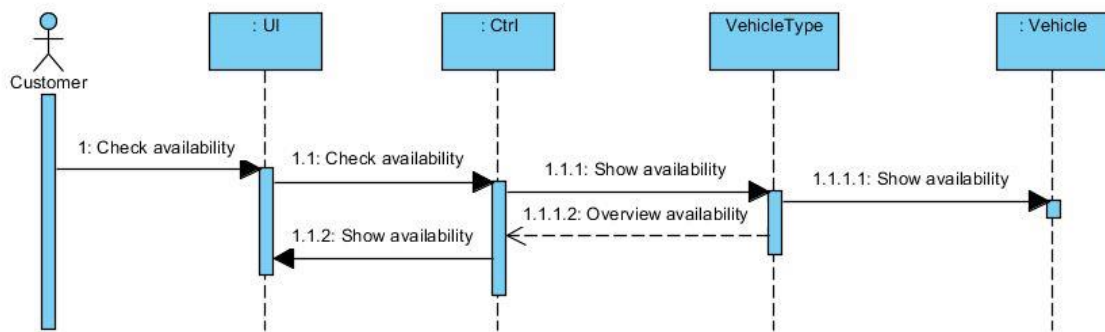 : UI
: Ctrl
VehicleType
: Vehicle
Customer
1: Check availability
1.1: Check availability
1.1.1: Show availability
1.1.1.1: Show availability
1.1.1.2: Overview availability
1.1.2: Show availability